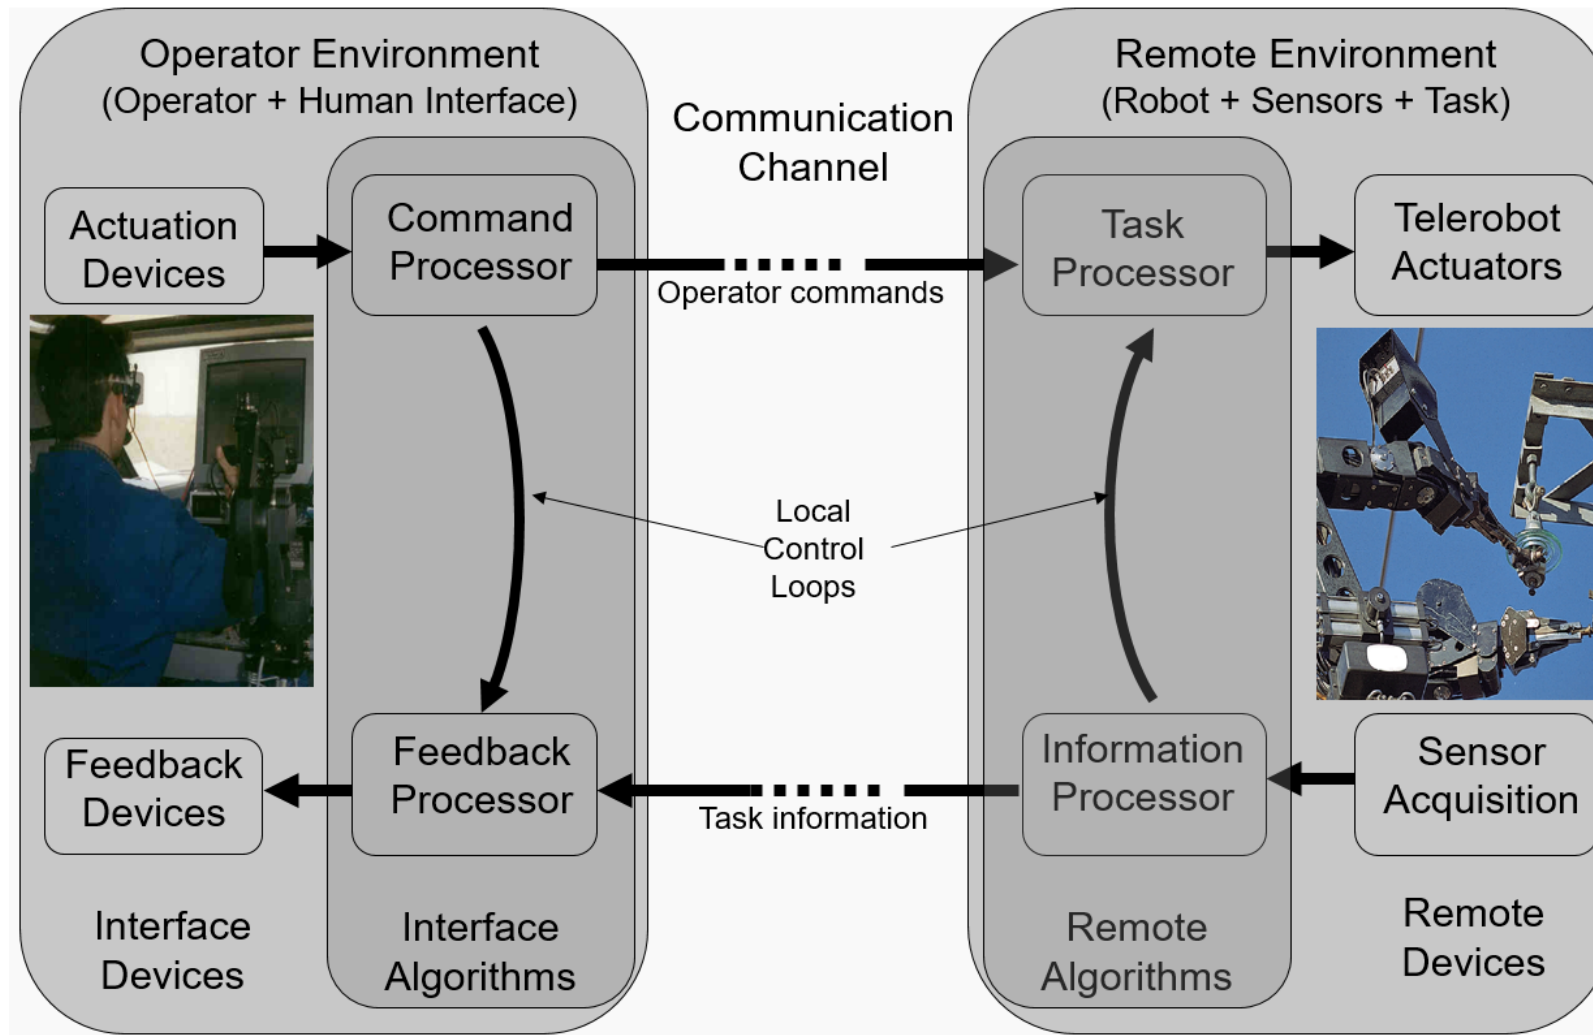 Operator Environment
(Operator + Human Interface)
Communication
Channel
Remote Environment
(Robot + Sensors + Task)
Actuation
Devices
Command
Processor
Operator commands
Task
Processor
Telerobot
Actuators
Local
Control
Loops
Feedback
Devices
Feedback
Processor
Task information
Information
Processor
Sensor
Acquisition
Interface
Devices
Interface
Algorithms
Remote
Algorithms
Remote
Devices